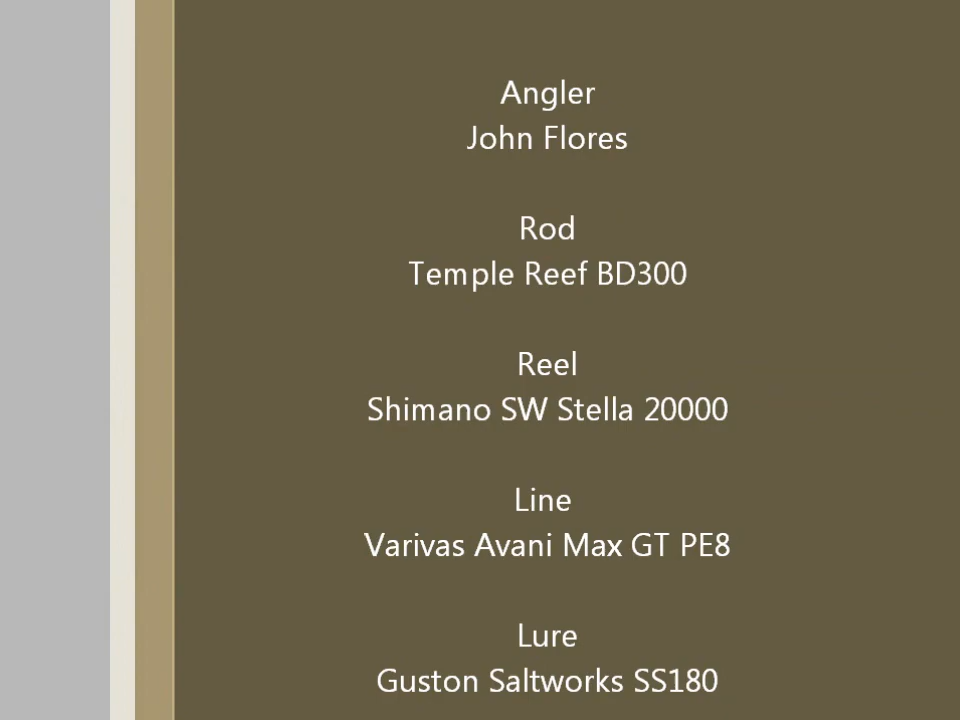 Angler
John Flores
Rod
Temple Reef BD300
Reel
Shimano SW Stella 20000
Line
Varivas Avani Max GT PE8
Lure
Guston Saltworks SS180